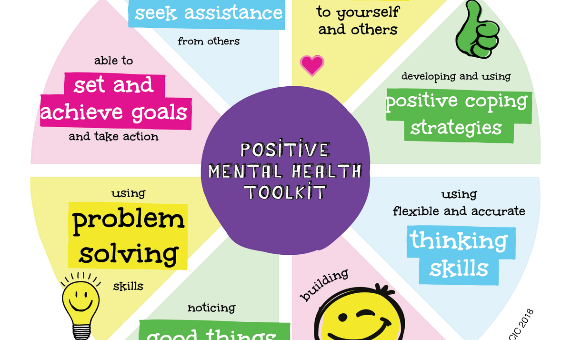 seek assistance
from others
to yourself
and others
able to
set and
achieve goals
and take action
developing and using
positive coping
strategies
POSITIVE
MENTAL HEALTH
TOOLKIT
using
problem
solving
skills
using
flexible and accurate
thinking
skills
noticing
good things
building
CIC 2016